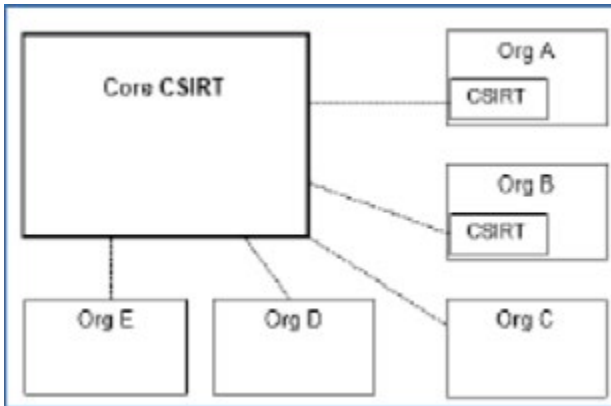 Core CSIRT
Org A
CSIRT
Org B
CSIRT
Org E
Org D
Org C